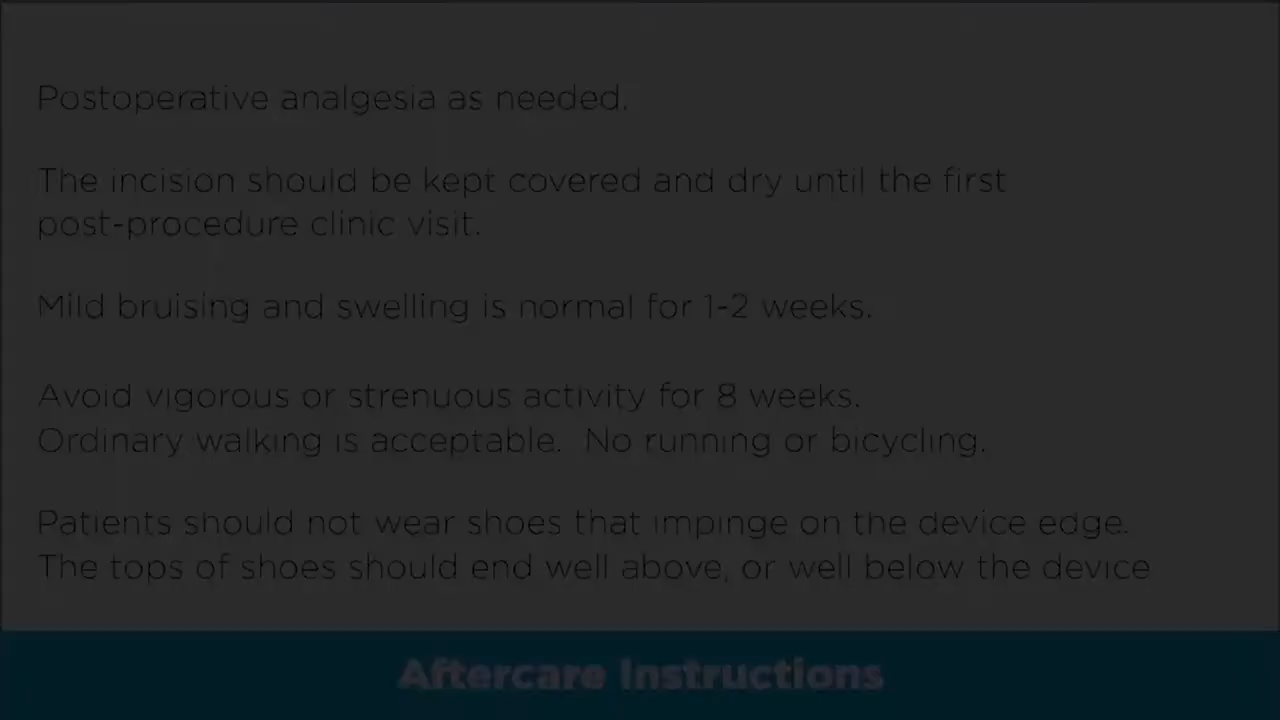 Postoperative analgesia as needed.
The incision should be kept covered and dry until the first
post-procedure clinic visit.
Mild bruising and swelling is normal for 1-2 weeks.
Avoid vigorous or strenuous activity for 8 weeks.
Ordinary walking is acceptable. No running or bicycling.
Patients should not wear shoes that impinge on the device edge.
The tops of shoes should end well above, or well below the device
Aftercare Instructions